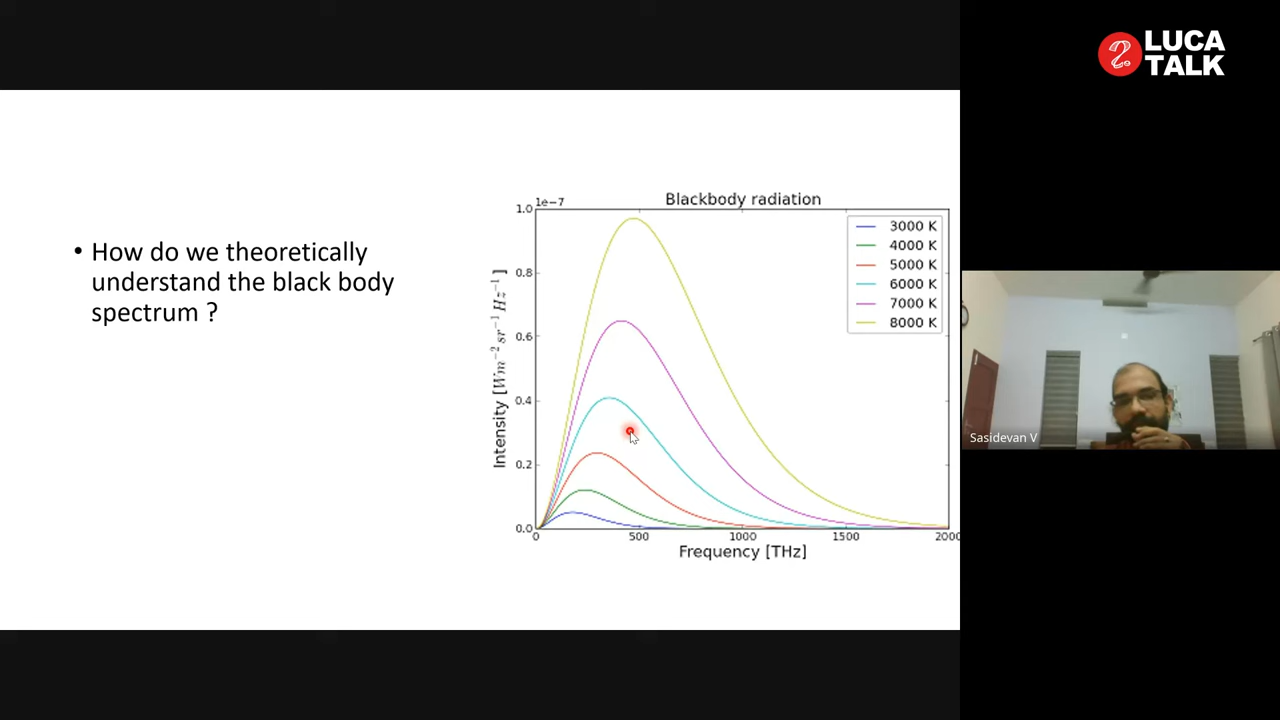 LUCA
TALK
• How do we theoretically
understand the black body
spectrum ?
Blackbody radiation
1e−7
1.0
0.8
0.6
0.4
0.2
0.0
Intensity [Wm⁻² sr⁻¹ Hz⁻¹]
3000 K
4000 K
5000 K
6000 K
7000 K
8000 K
0 500 1000 1500 2000
Frequency [THz]
Sasidevan V